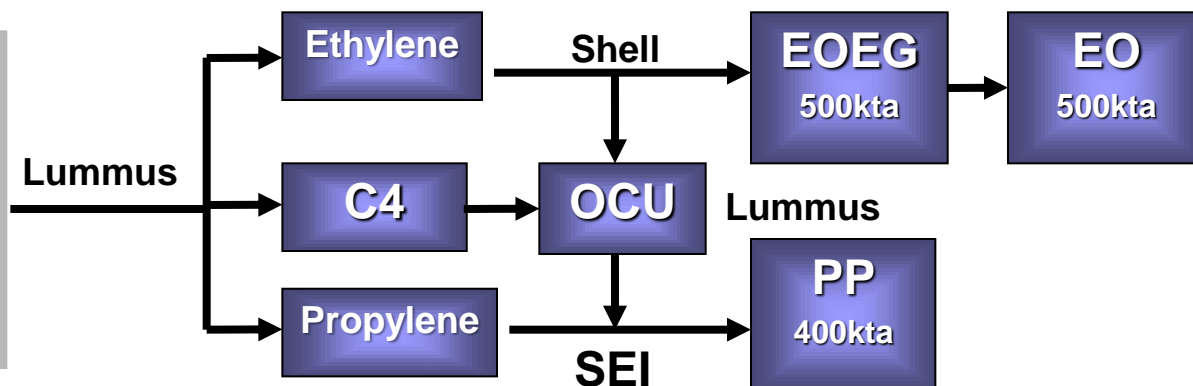 Ethylene
Shell
EOEG
500kta
EO
500kta
Lummus
C4
OCU
Lummus
Propylene
SEI
PP
400kta